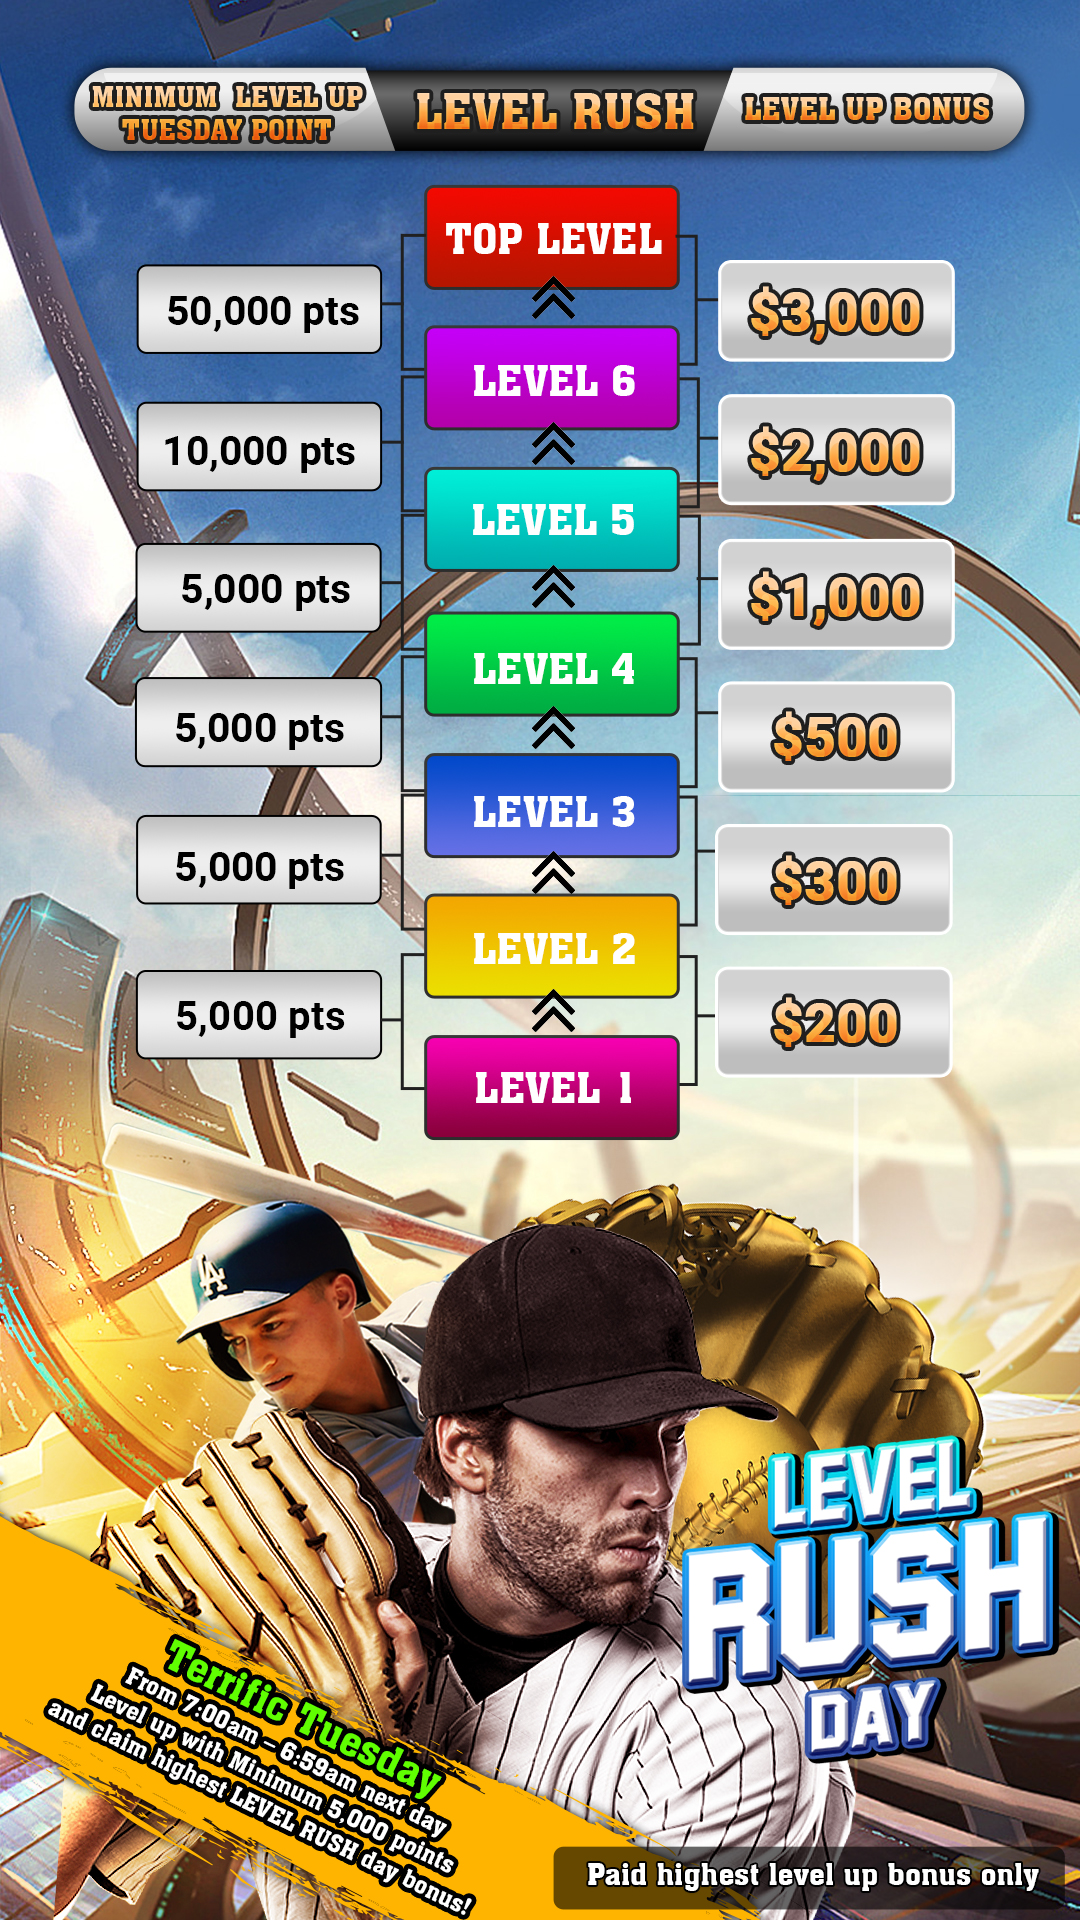 MINIMUM LEVEL UP
TUESDAY POINT
LEVEL RUSH
LEVEL UP BONUS
TOP LEVEL
50,000 pts
$3,000
LEVEL 6
10,000 pts
$2,000
LEVEL 5
5,000 pts
$1,000
LEVEL 4
5,000 pts
$500
LEVEL 3
5,000 pts
$300
LEVEL 2
5,000 pts
$200
LEVEL 1
LA
LEVEL
RUSH
DAY
Terrific Tuesday
From 7:00am – 6:59am next day
Level up with Minimum 5,000 points
and claim highest LEVEL RUSH day bonus!
Paid highest level up bonus only